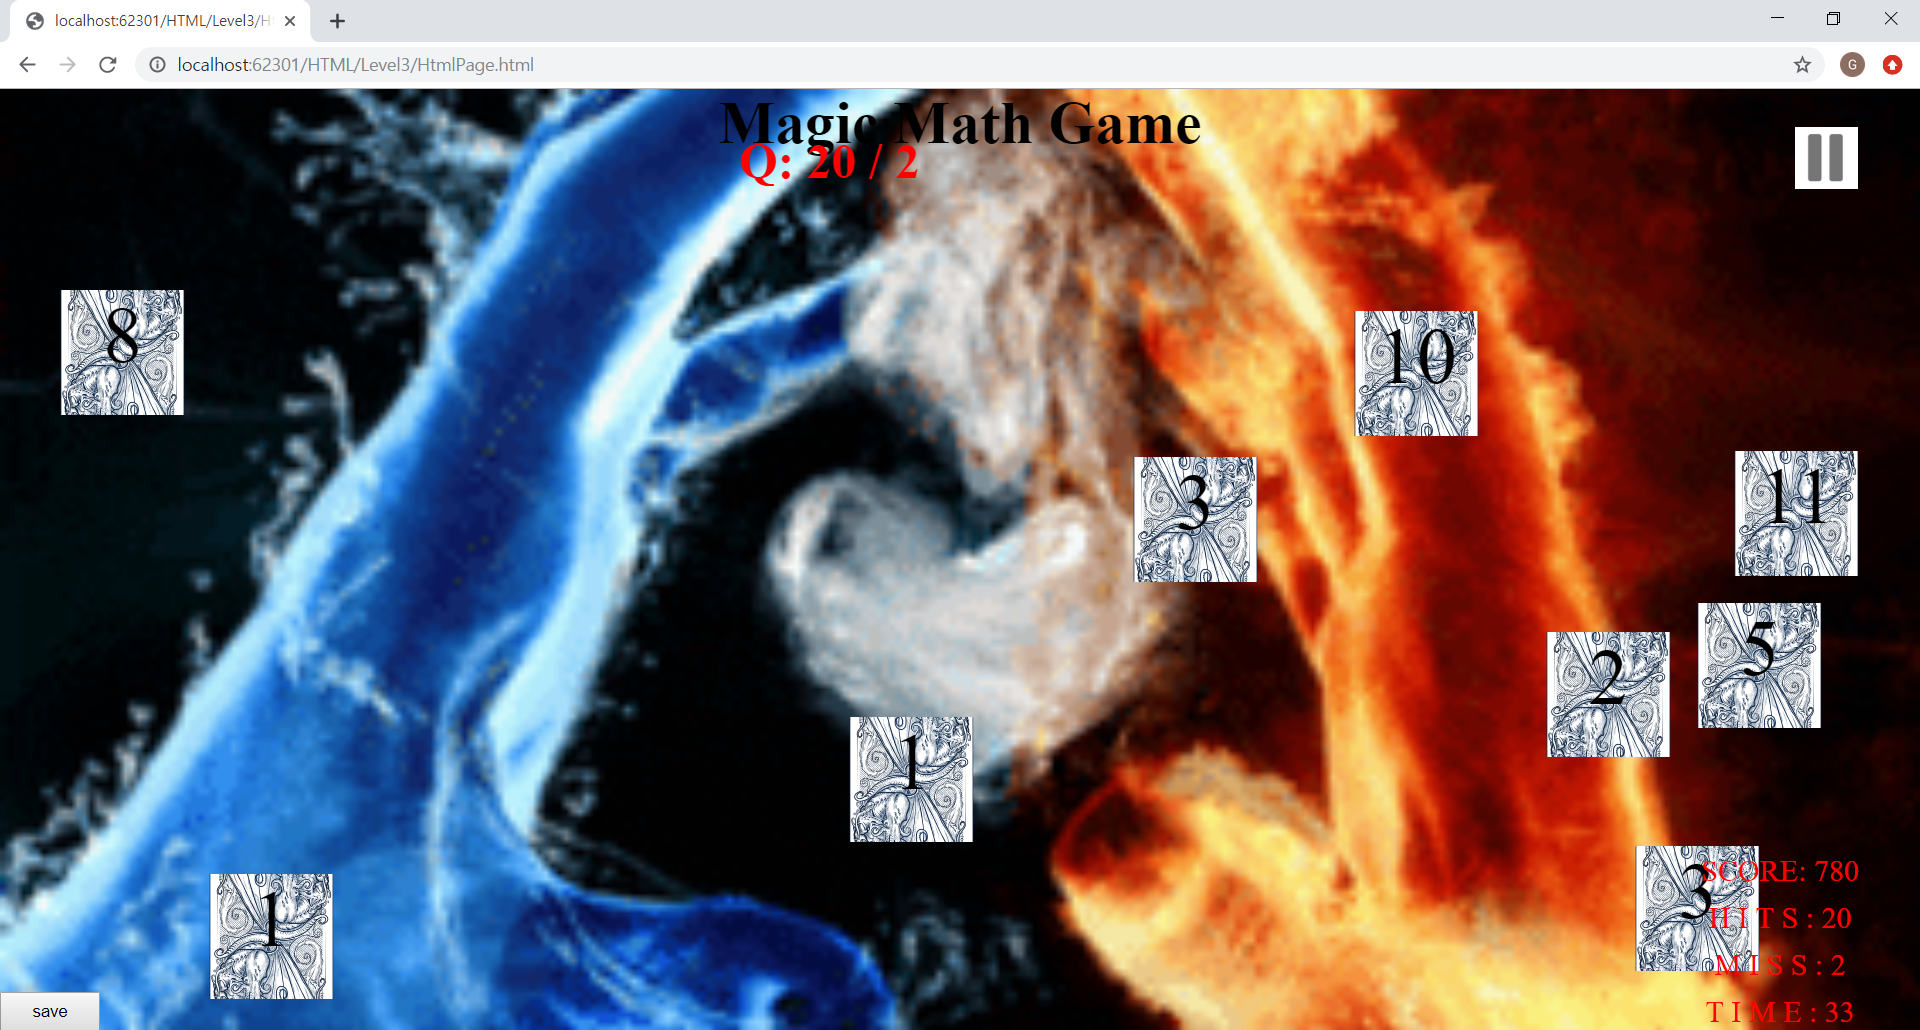 localhost:62301/HTML/Level3/H
localhost:62301/HTML/Level3/HtmlPage.html
G
Magic Math Game
Q: 20 / 2
8
10
3
11
5
2
1
3
1
SCORE: 780
H I T S : 20
M I S S : 2
T I M E : 33
save